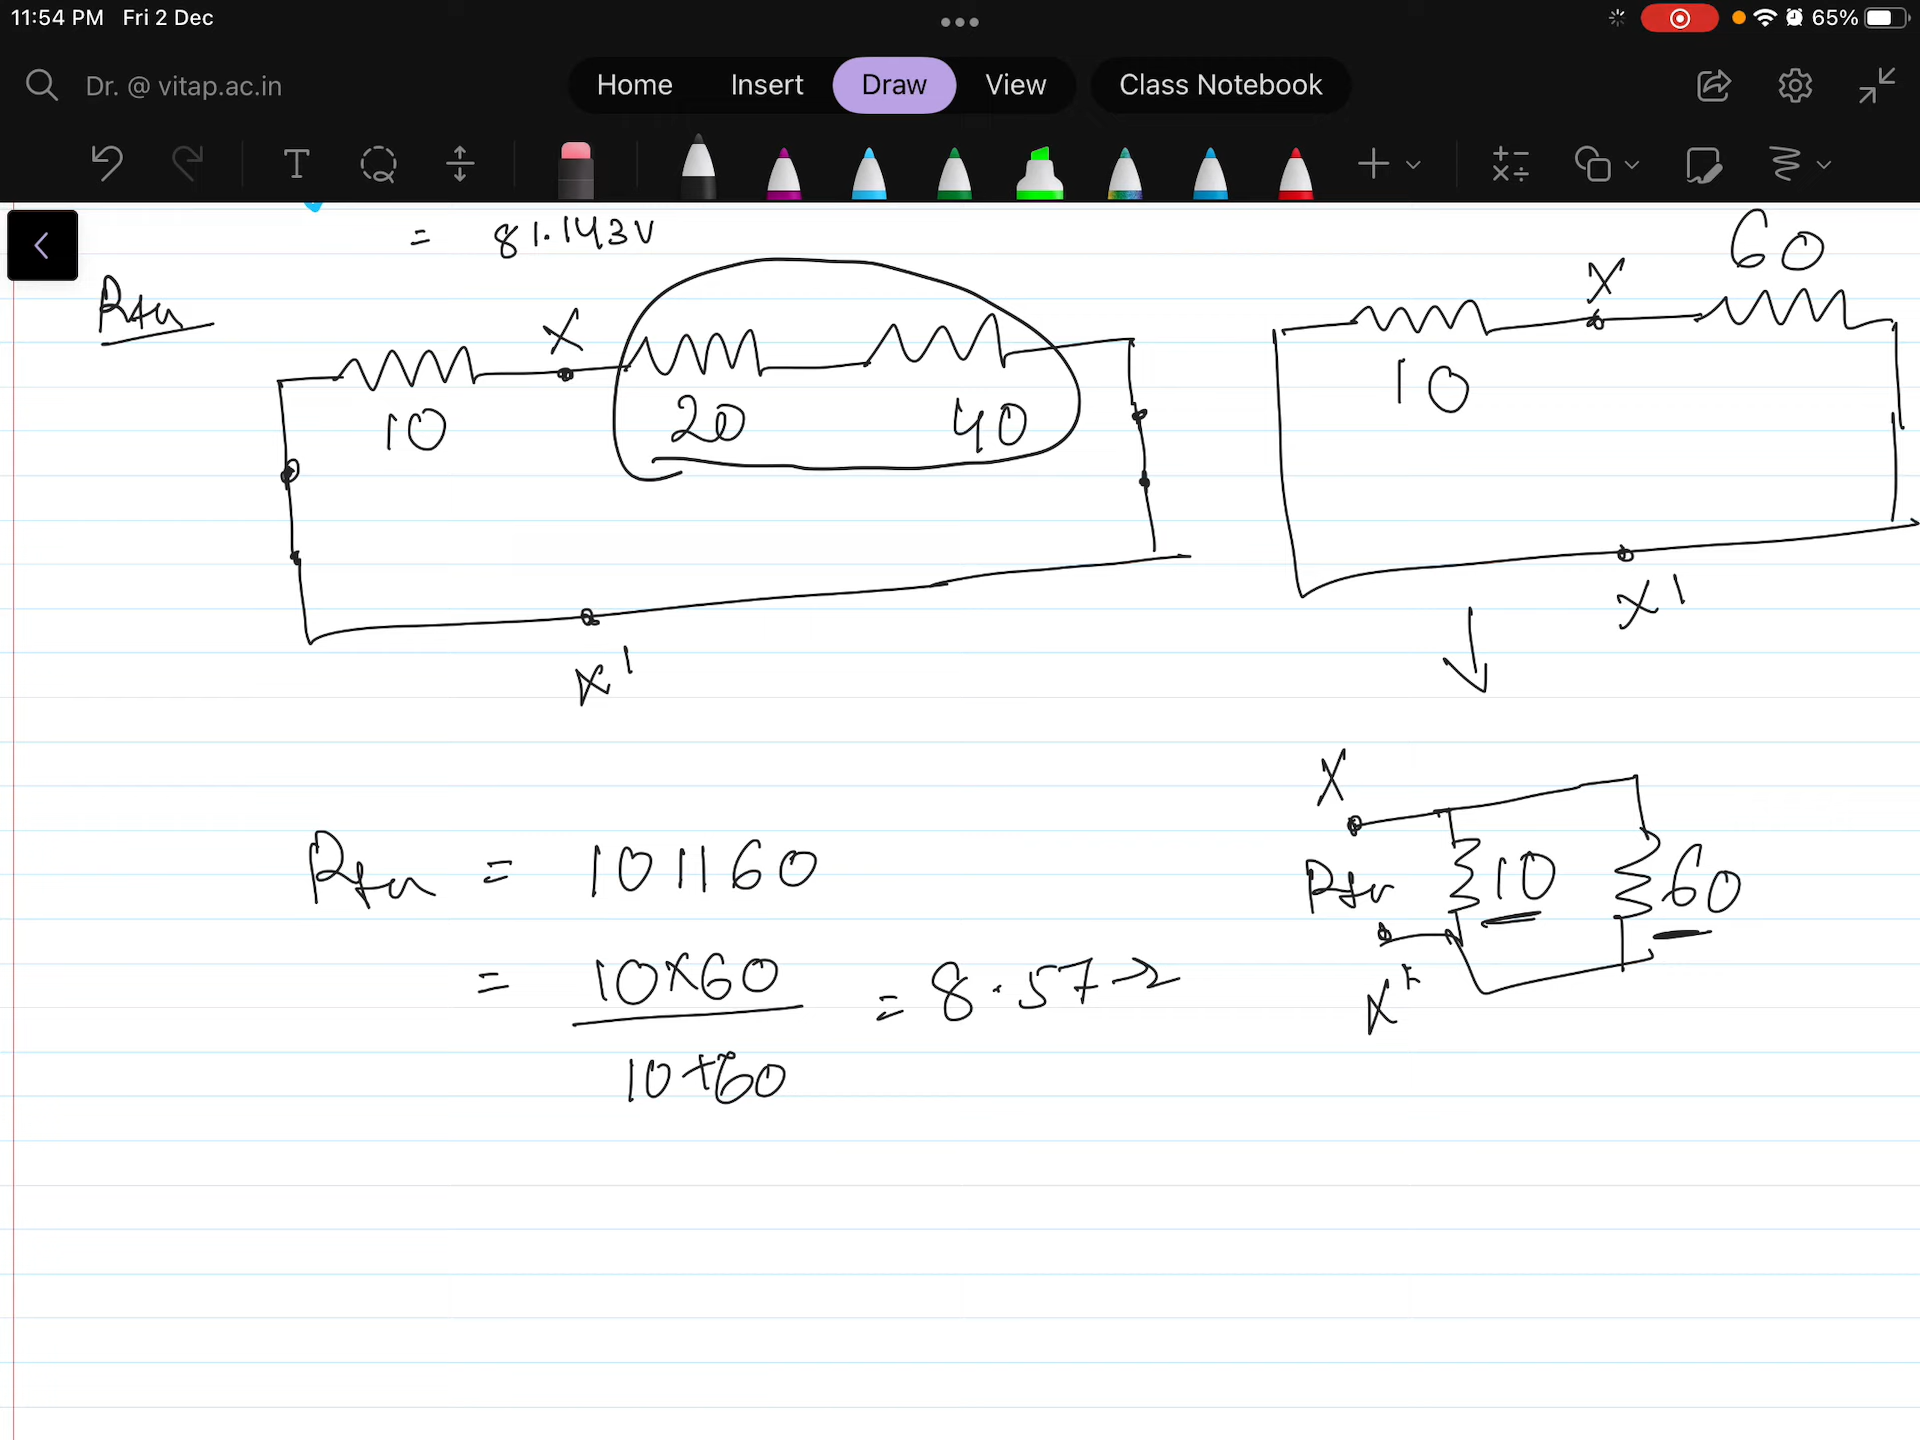 11:54 PM Fri 2 Dec
65%
Dr. @ vitap.ac.in
Home Insert Draw View Class Notebook
= 81.143V
Rth
10 X 20 40
X'
10 X 60
X'
X
Rth 10 60
X'
Rth = 10 || 60
= 10×60 / 10+60 = 8.57 Ω